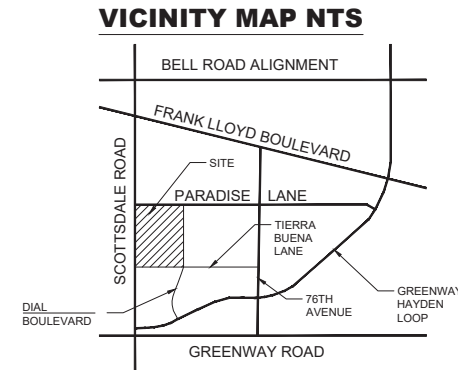 VICINITY MAP NTS
BELL ROAD ALIGNMENT
FRANK LLOYD BOULEVARD
SCOTTSDALE ROAD
SITE
PARADISE LANE
TIERRA
BUENA
LANE
DIAL
BOULEVARD
76TH
AVENUE
GREENWAY
HAYDEN
LOOP
GREENWAY ROAD